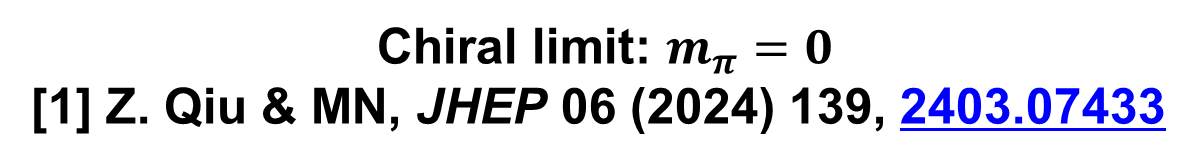 Chiral limit: 𝒎𝝅 = 𝟎
[1] Z. Qiu & MN, JHEP 06 (2024) 139, 2403.07433